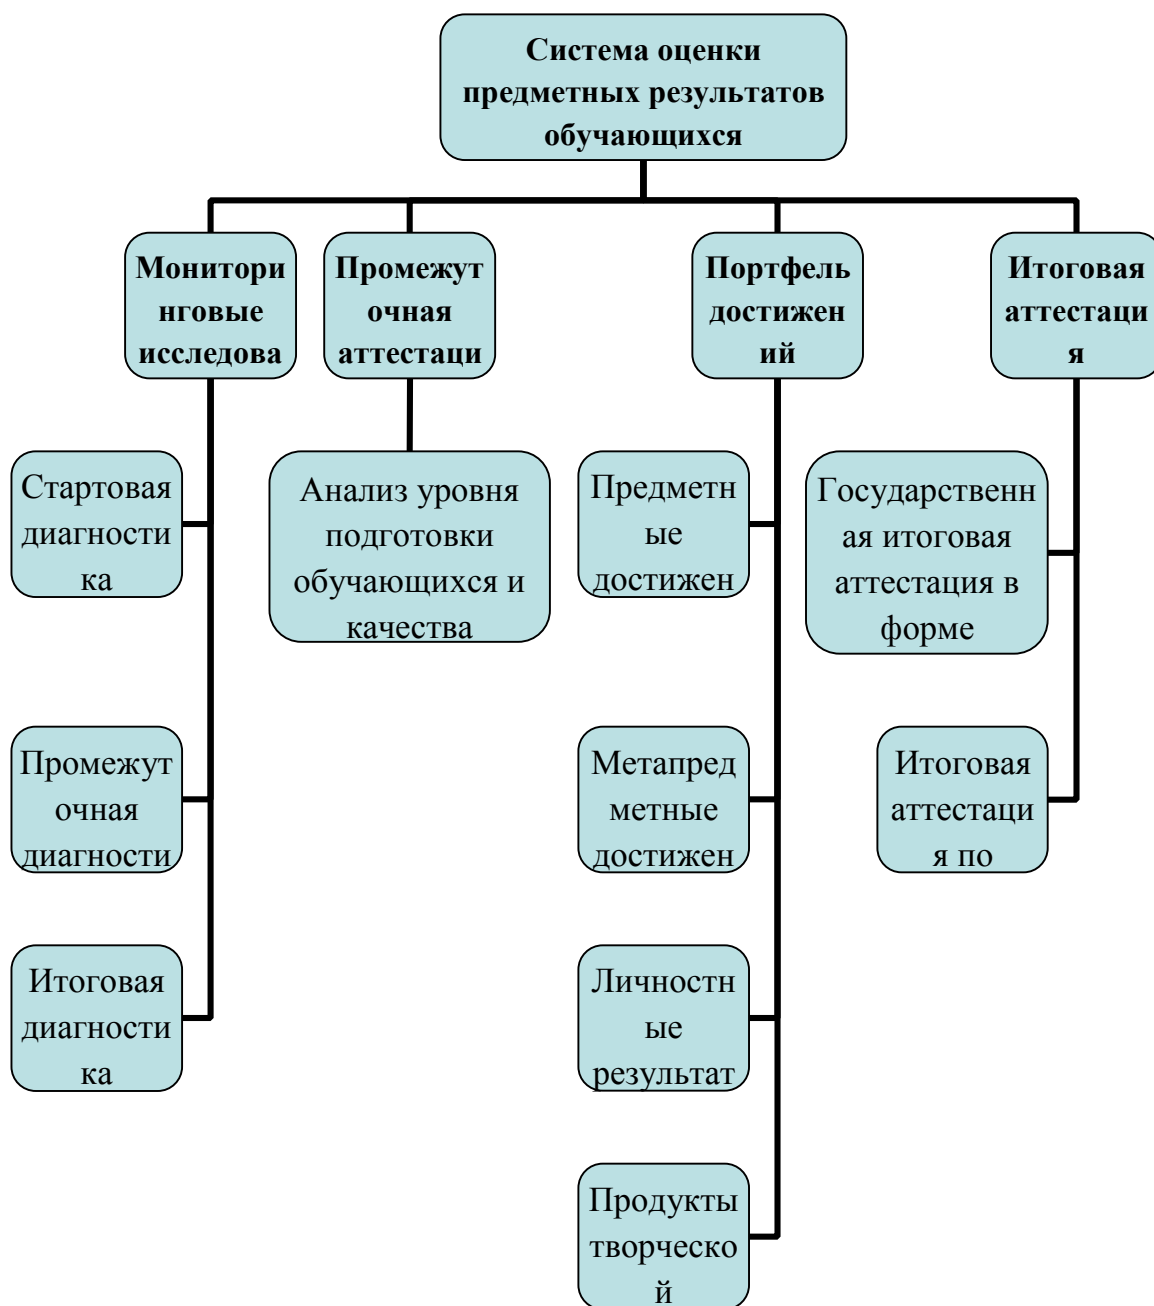 Система оценки
предметных результатов
обучающихся
Монитори
нговые
исследова
Промежут
очная
аттестаци
Портфель
достижен
ий
Итоговая
аттестаци
я
Стартовая
диагности
ка
Анализ уровня
подготовки
обучающихся и
качества
Предметн
ые
достижен
Государственн
ая итоговая
аттестация в
форме
Промежут
очная
диагности
Метапред
метные
достижен
Итоговая
аттестаци
я по
Итоговая
диагности
ка
Личностн
ые
результат
Продукты
творческо
й